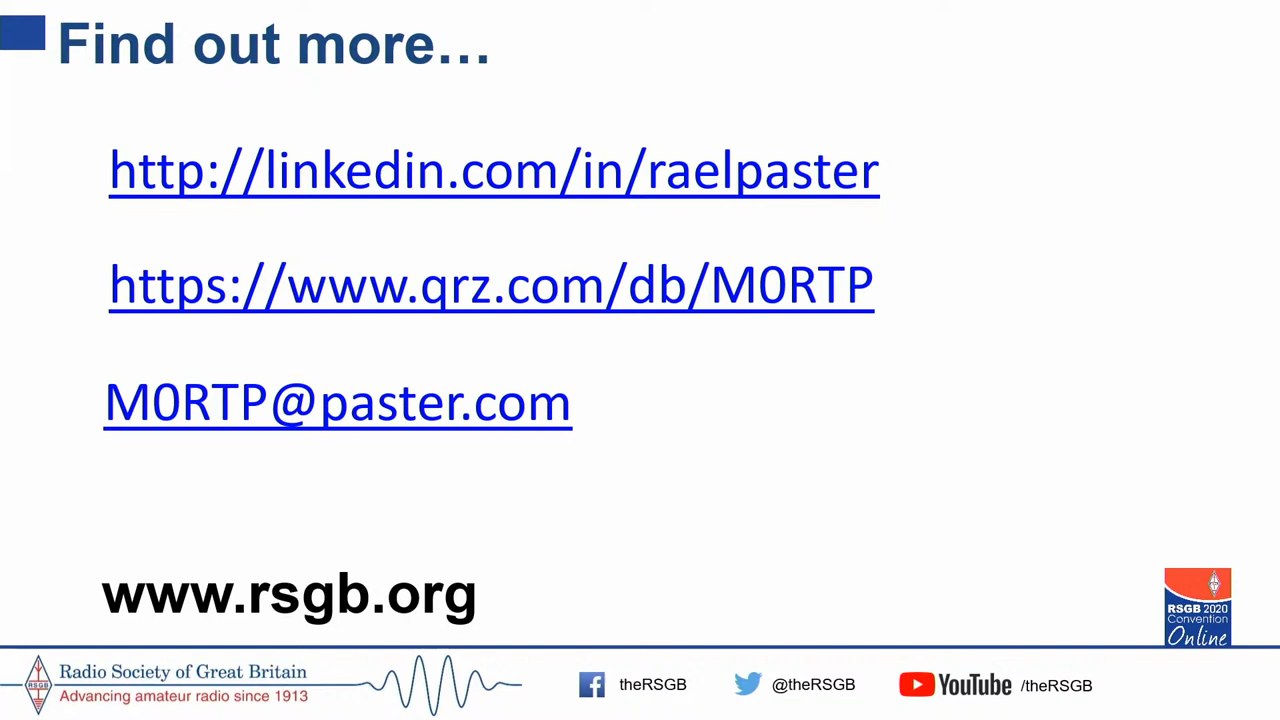 Find out more…
http://linkedin.com/in/raelpaster
https://www.qrz.com/db/M0RTP
M0RTP@paster.com
www.rsgb.org
RSGB 2020
Convention
Online
RSGB
Radio Society of Great Britain
Advancing amateur radio since 1913
theRSGB
@theRSGB
YouTube /theRSGB